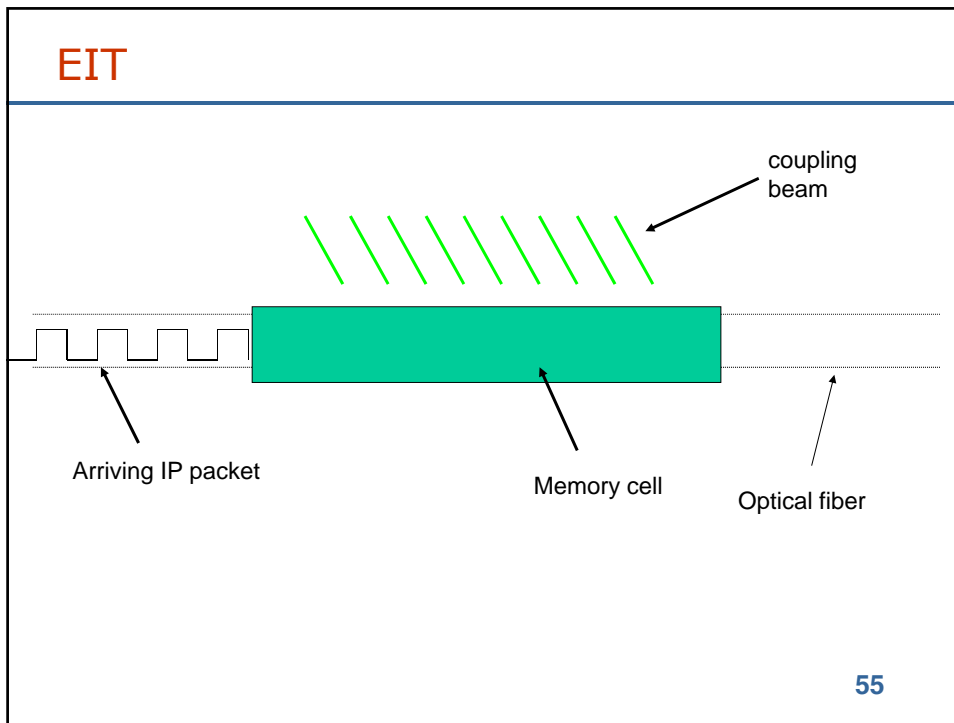 EIT
coupling
beam
Arriving IP packet
Memory cell
Optical fiber
55